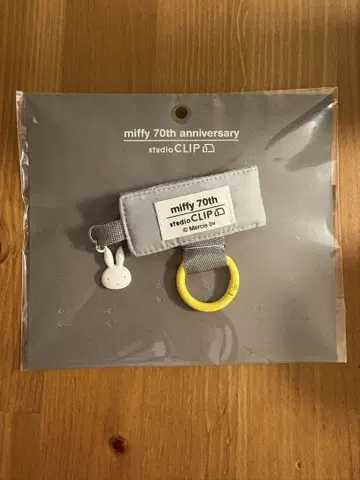 miffy 70th anniversary
studio CLIP
miffy 70th
studio CLIP
© Mercis bv